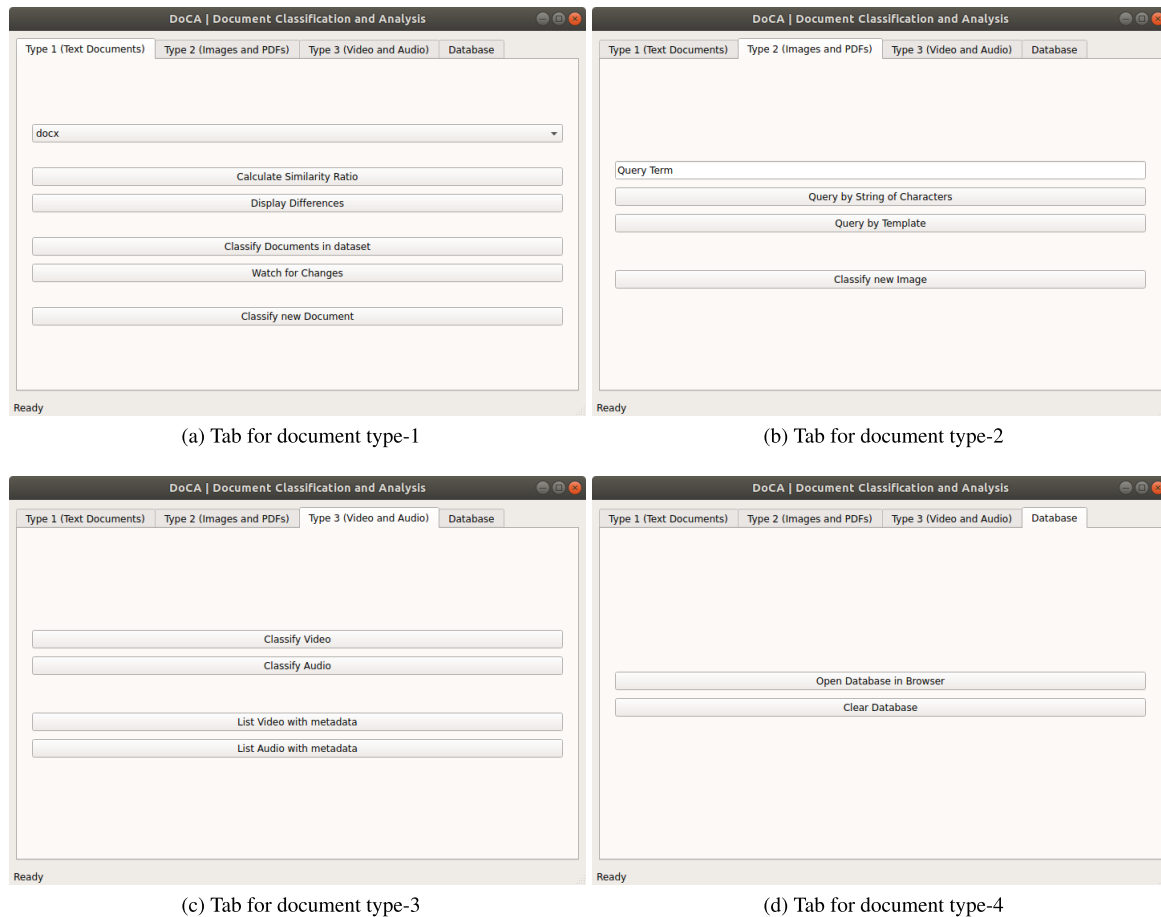 DoCA | Document Classification and Analysis
Type 1 (Text Documents) Type 2 (Images and PDFs) Type 3 (Video and Audio) Database
docx
Calculate Similarity Ratio
Display Differences
Classify Documents in dataset
Watch for Changes
Classify new Document
Ready
(a) Tab for document type-1
DoCA | Document Classification and Analysis
Type 1 (Text Documents) Type 2 (Images and PDFs) Type 3 (Video and Audio) Database
Query Term
Query by String of Characters
Query by Template
Classify new Image
Ready
(b) Tab for document type-2
DoCA | Document Classification and Analysis
Type 1 (Text Documents) Type 2 (Images and PDFs) Type 3 (Video and Audio) Database
Classify Video
Classify Audio
List Video with metadata
List Audio with metadata
Ready
(c) Tab for document type-3
DoCA | Document Classification and Analysis
Type 1 (Text Documents) Type 2 (Images and PDFs) Type 3 (Video and Audio) Database
Open Database in Browser
Clear Database
Ready
(d) Tab for document type-4